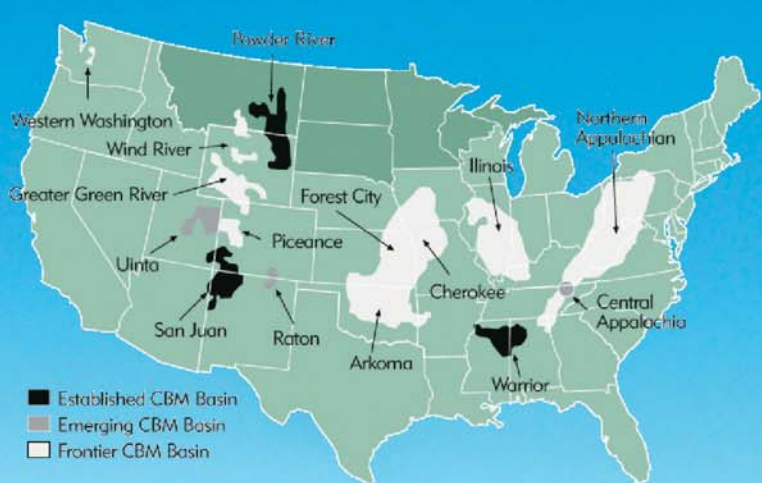 Powder River
Northern
Appalachian
Western Washington
Wind River
Illinois
Greater Green River
Forest City
Piceance
Uinta
Cherokee
Central
Appalachia
San Juan
Raton
Arkoma
Warrior
Established CBM Basin
Emerging CBM Basin
Frontier CBM Basin